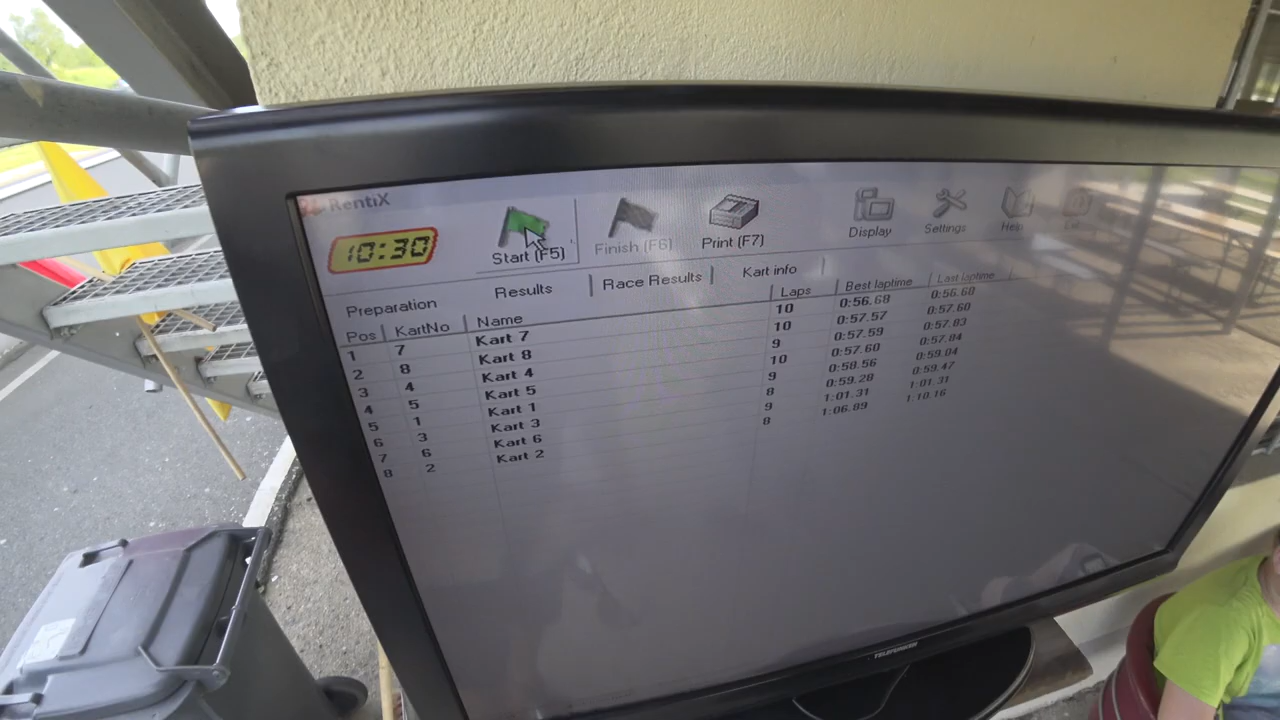 RentiX
10:30
Start (F5)
Finish (F6)
Print (F7)
Display
Settings
Preparation
Results
Race Results
Kart info
Pos KartNo Name Laps Best laptime Last laptime
1 7 Kart 7 10 0:56.68 0:56.68
2 8 Kart 8 10 0:57.57 0:57.60
3 4 Kart 4 9 0:57.59 0:57.83
4 5 Kart 5 10 0:57.60 0:57.84
5 1 Kart 1 9 0:58.56 0:59.04
6 3 Kart 3 8 0:59.28 0:59.47
7 6 Kart 6 9 1:01.31 1:01.31
8 2 Kart 2 8 1:06.89 1:10.16
TELEFUNKEN